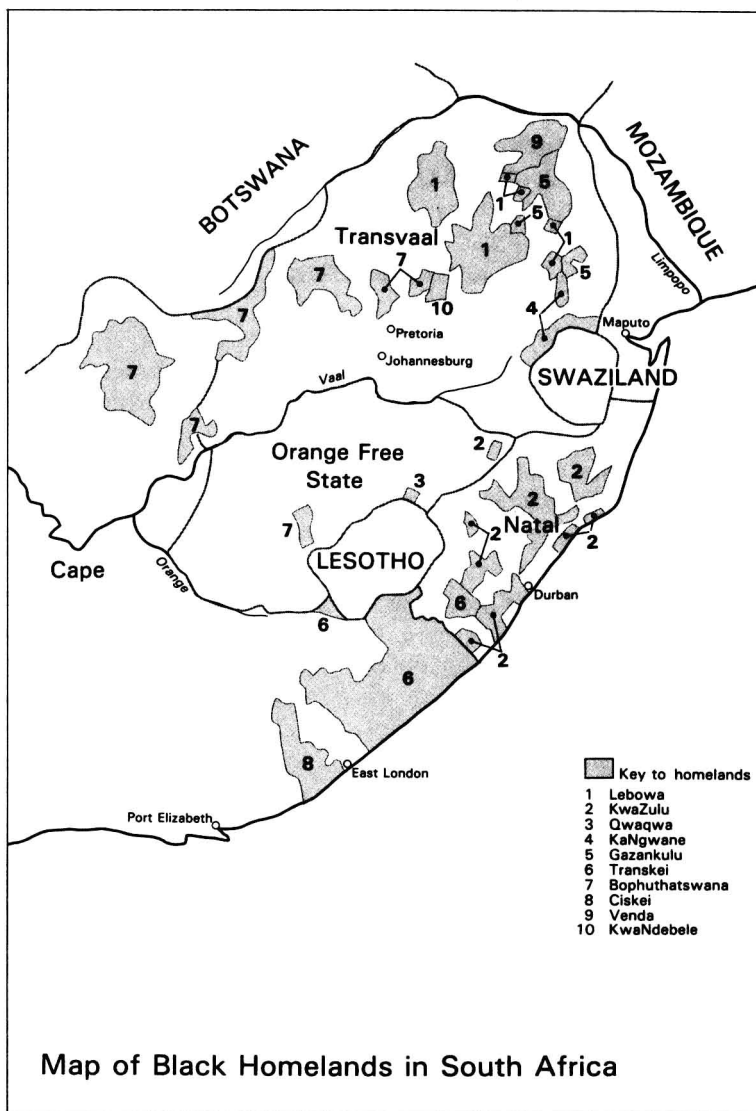 BOTSWANA
MOZAMBIQUE
9
1
5
1
5
Transvaal
1
1
7
5
7
10
4
Limpopo
7
Pretoria
Maputo
Johannesburg
7
SWAZILAND
Vaal
7
2
Orange Free
State
3
2
2
7
2
Natal
2
LESOTHO
Cape
Orange
Durban
6
6
2
6
8
East London
Port Elizabeth
Key to homelands
1 Lebowa
2 KwaZulu
3 Qwaqwa
4 KaNgwane
5 Gazankulu
6 Transkei
7 Bophuthatswana
8 Ciskei
9 Venda
10 KwaNdebele
Map of Black Homelands in South Africa